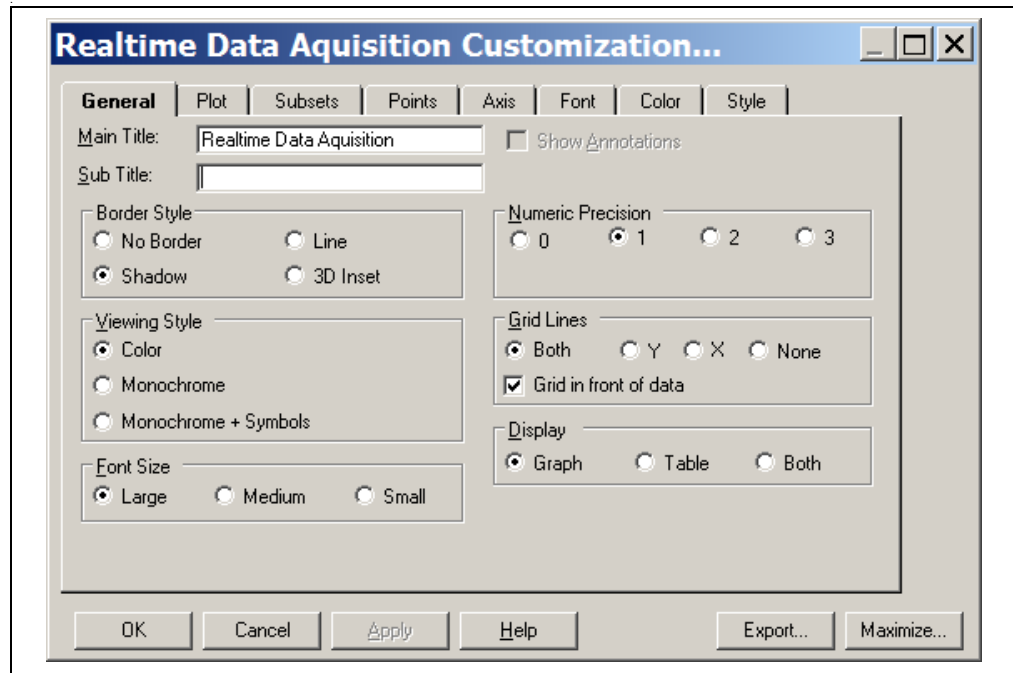 Realtime Data Aquisition Customization...
General Plot Subsets Points Axis Font Color Style
Main Title: Realtime Data Aquisition Show Annotations
Sub Title:
Border Style
No Border Line
Shadow 3D Inset
Numeric Precision
0 1 2 3
Viewing Style
Color
Monochrome
Monochrome + Symbols
Grid Lines
Both Y X None
Grid in front of data
Font Size
Large Medium Small
Display
Graph Table Both
OK Cancel Apply Help Export... Maximize...